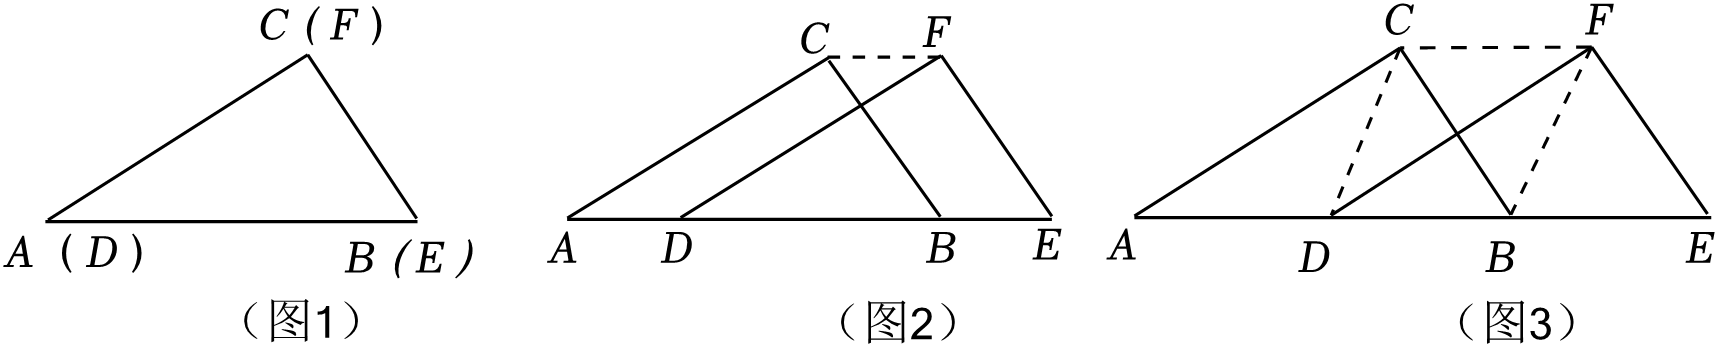 C(F)
A(D) B(E)
(图1)
C F
A D B E
(图2)
C F
A D B E
(图3)